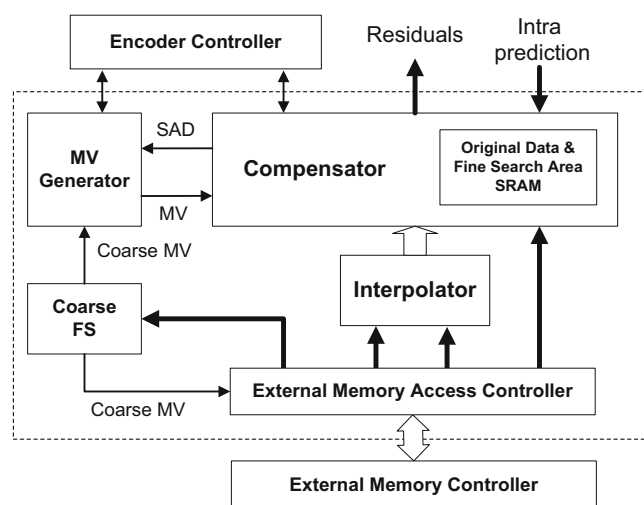 Encoder Controller
Residuals
Intra
prediction
MV
Generator
SAD
MV
Compensator
Original Data &
Fine Search Area
SRAM
Coarse MV
Interpolator
Coarse
FS
Coarse MV
External Memory Access Controller
External Memory Controller